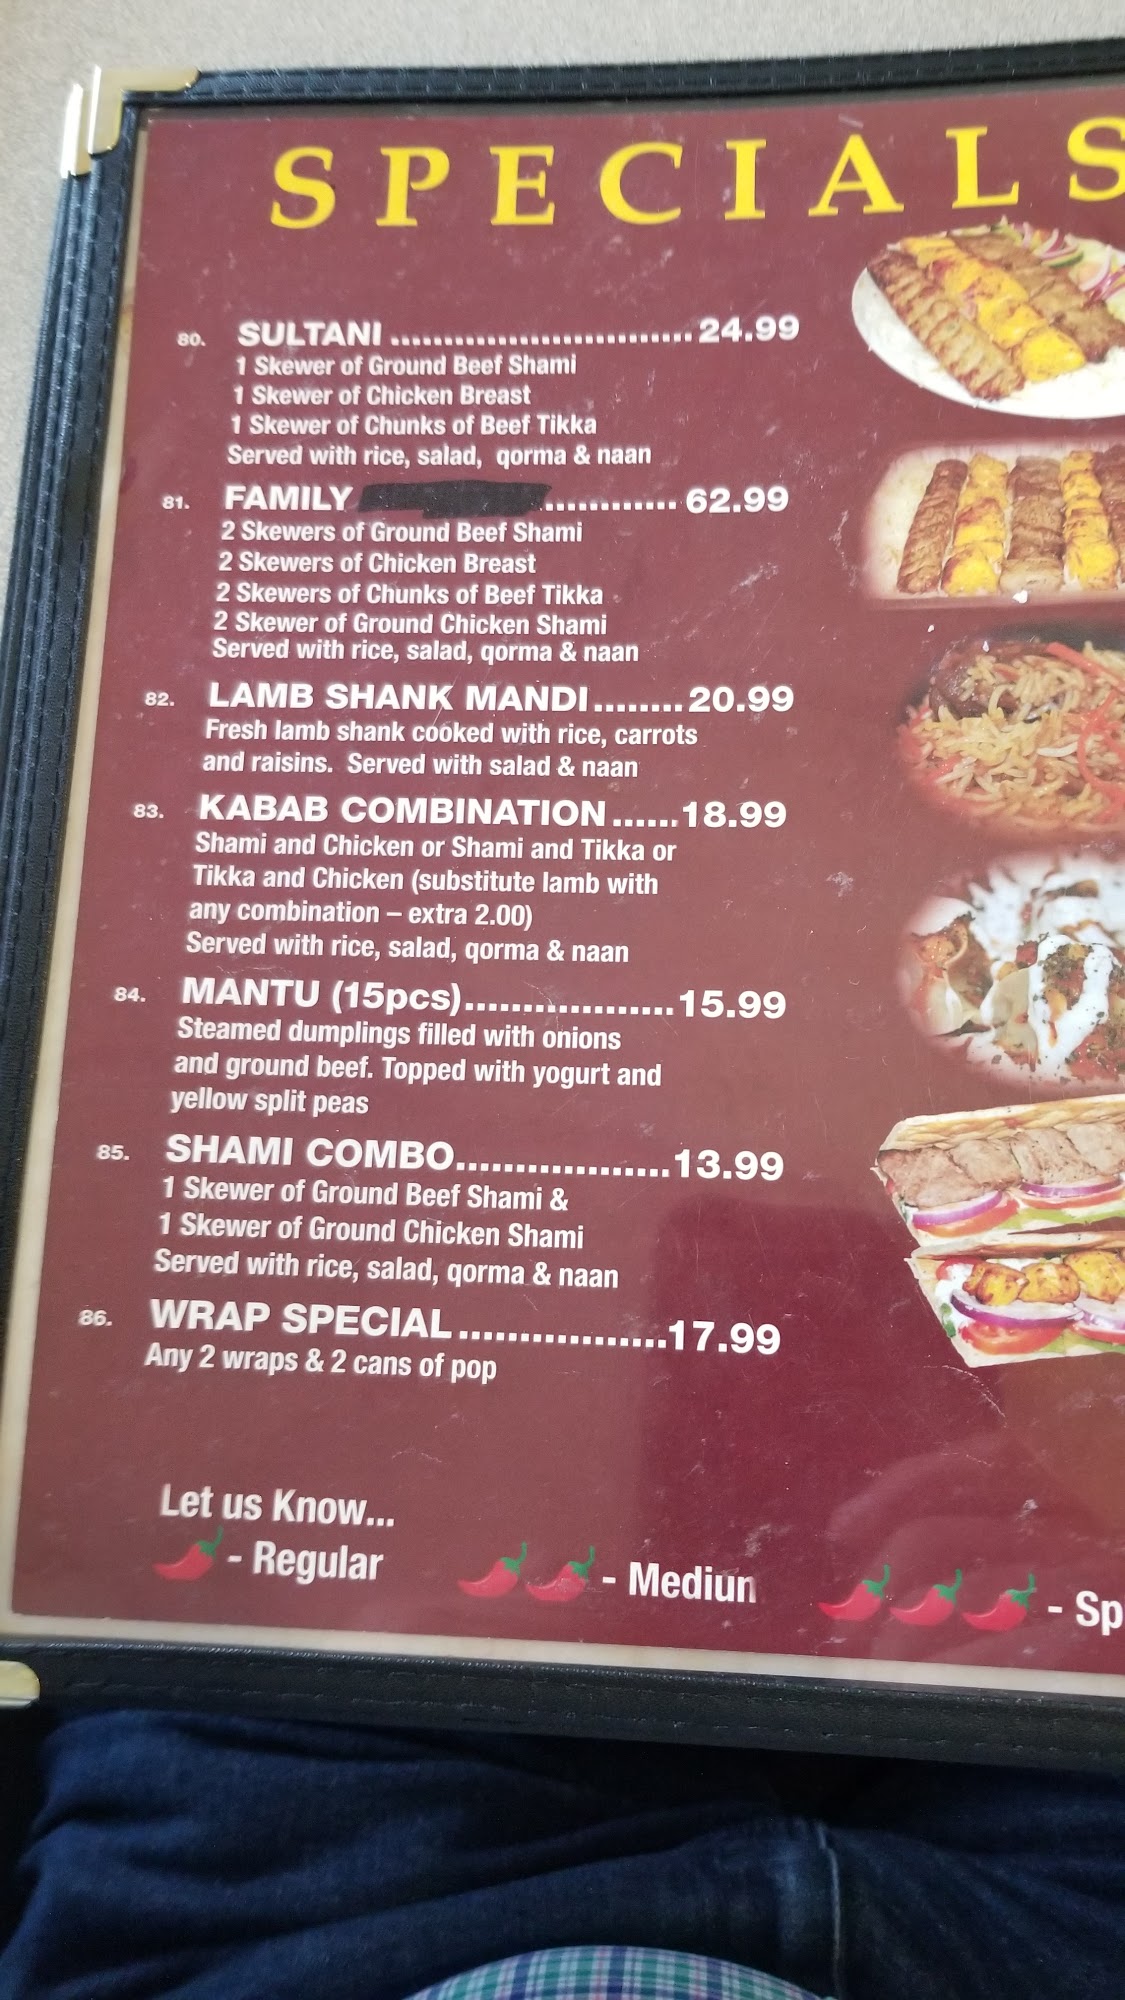 SPECIALS
80. SULTANI ........................... 24.99
1 Skewer of Ground Beef Shami
1 Skewer of Chicken Breast
1 Skewer of Chunks of Beef Tikka
Served with rice, salad, qorma & naan
81. FAMILY ............ 62.99
2 Skewers of Ground Beef Shami
2 Skewers of Chicken Breast
2 Skewers of Chunks of Beef Tikka
2 Skewer of Ground Chicken Shami
Served with rice, salad, qorma & naan
82. LAMB SHANK MANDI........20.99
Fresh lamb shank cooked with rice, carrots
and raisins. Served with salad & naan
83. KABAB COMBINATION......18.99
Shami and Chicken or Shami and Tikka or
Tikka and Chicken (substitute lamb with
any combination – extra 2.00)
Served with rice, salad, qorma & naan
84. MANTU (15pcs)..................15.99
Steamed dumplings filled with onions
and ground beef. Topped with yogurt and
yellow split peas
85. SHAMI COMBO..................13.99
1 Skewer of Ground Beef Shami &
1 Skewer of Ground Chicken Shami
Served with rice, salad, qorma & naan
86. WRAP SPECIAL.................17.99
Any 2 wraps & 2 cans of pop
Let us Know...
- Regular - Mediun - Sp